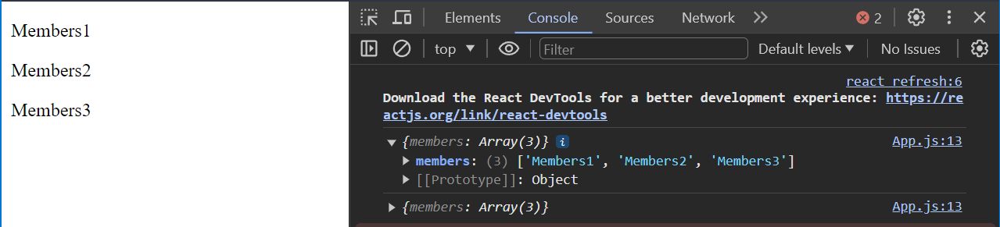 Members1
Members2
Members3
Elements Console Sources Network 2
top Filter Default levels No Issues
react refresh:6
Download the React DevTools for a better development experience: https://re
actjs.org/link/react-devtools
{members: Array(3)} i App.js:13
members: (3) ['Members1', 'Members2', 'Members3']
[[Prototype]]: Object
{members: Array(3)} App.js:13